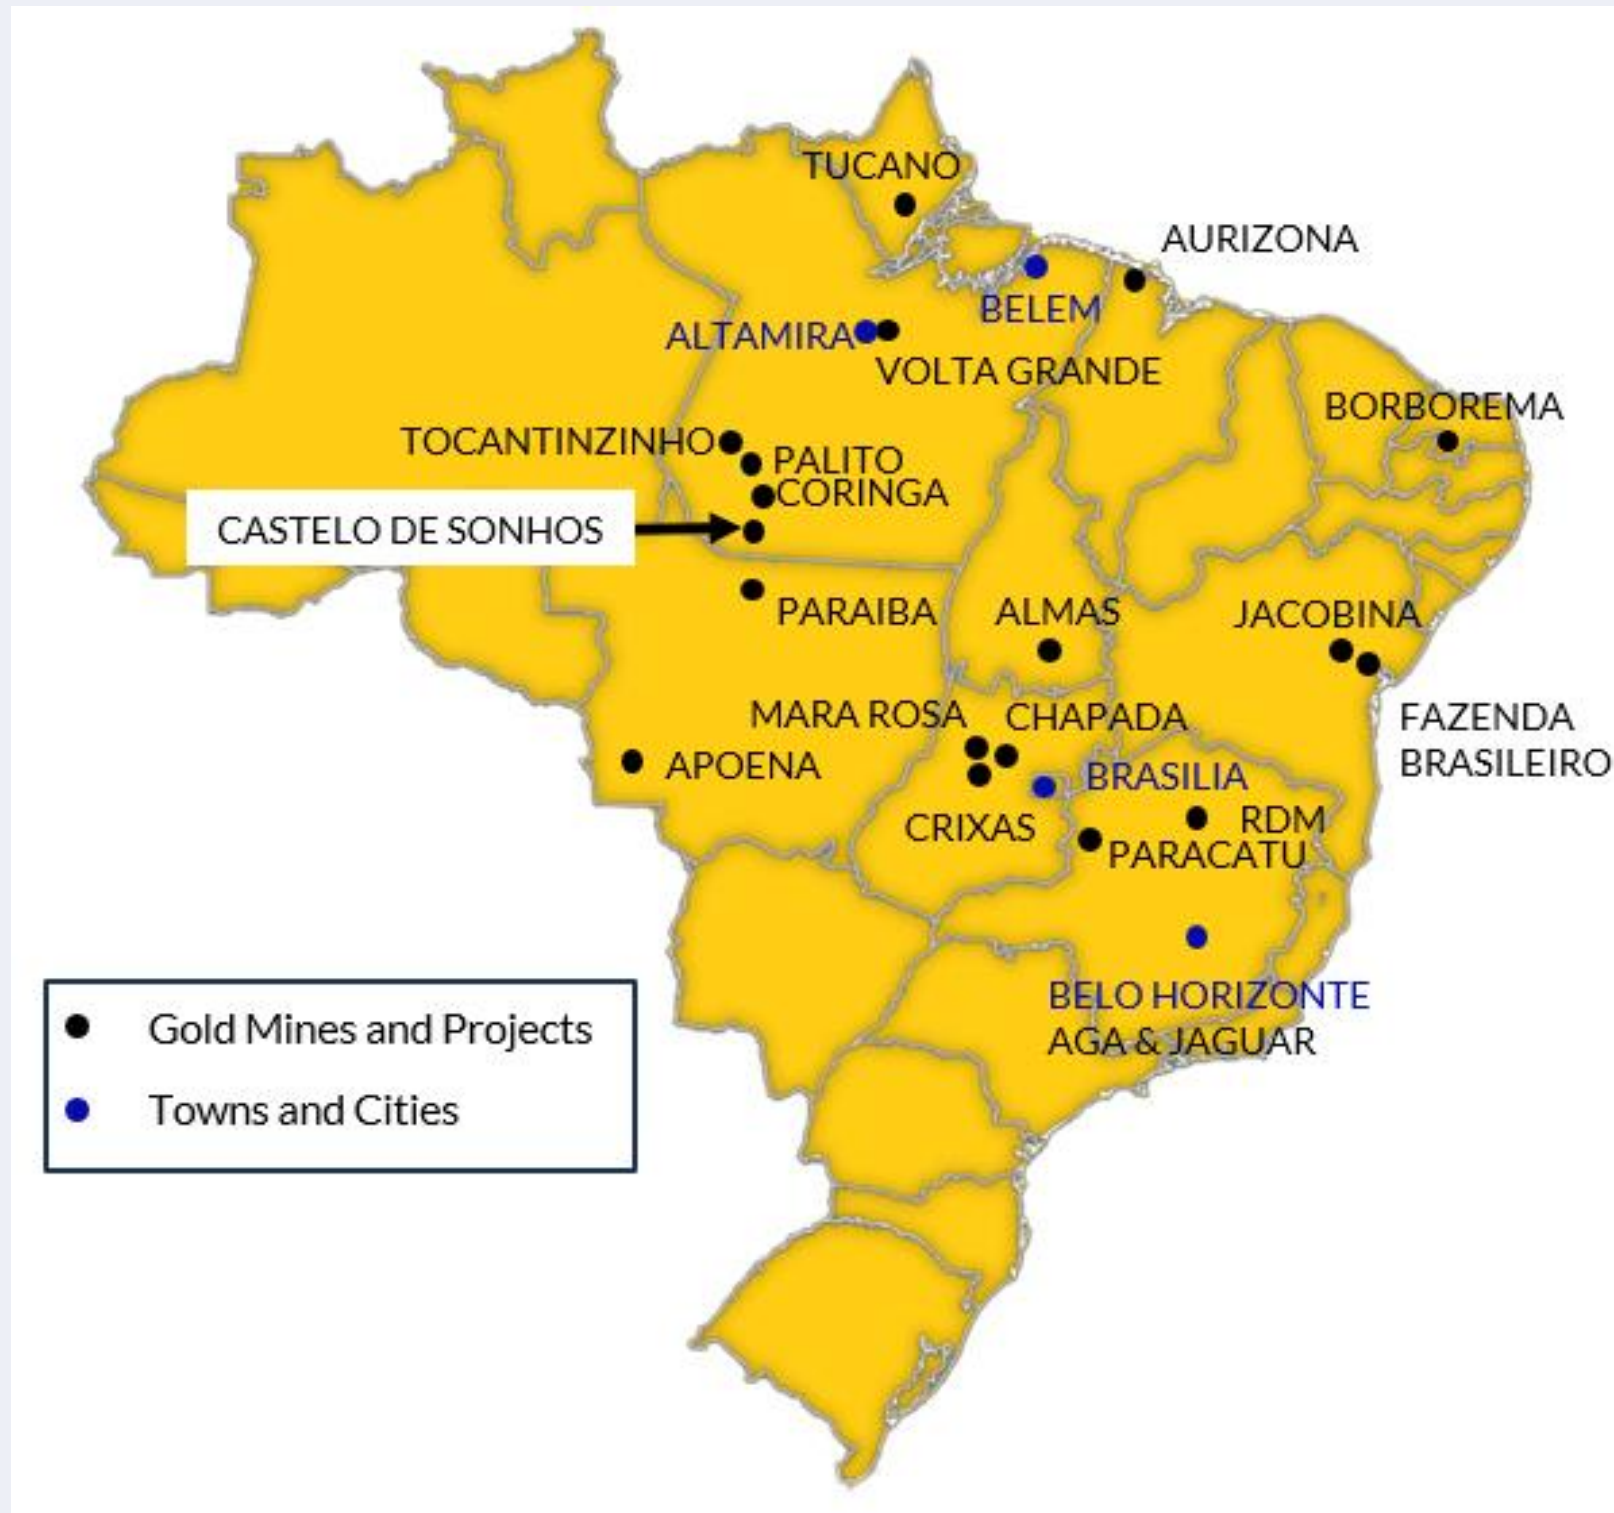 TUCANO
AURIZONA
BELEM
ALTAMIRA
VOLTA GRANDE
BORBOREMA
TOCANTINZINHO
PALITO
CORINGA
CASTELO DE SONHOS
PARAIBA
ALMAS
JACOBINA
MARA ROSA
CHAPADA
FAZENDA
BRASILEIRO
APOENA
BRASILIA
CRIXAS
RDM
PARACATU
BELO HORIZONTE
AGA & JAGUAR
Gold Mines and Projects
Towns and Cities